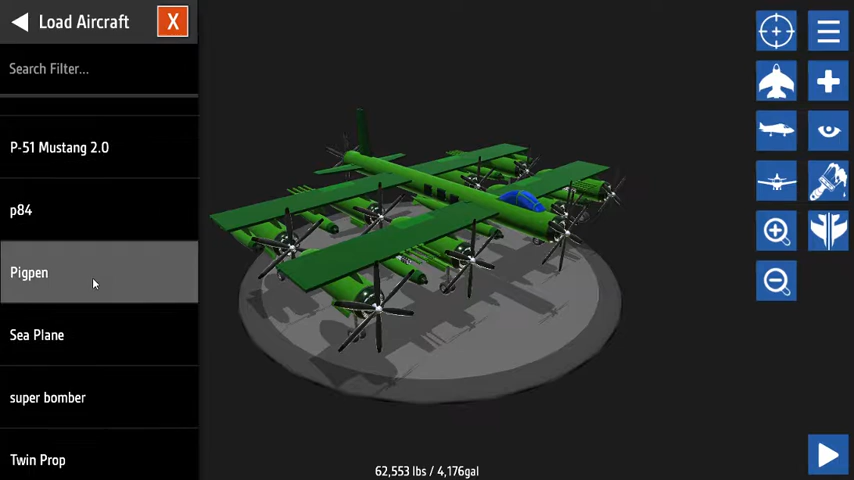 Load Aircraft
X
Search Filter...
P-51 Mustang 2.0
p84
Pigpen
Sea Plane
super bomber
Twin Prop
62,553 lbs / 4,176gal